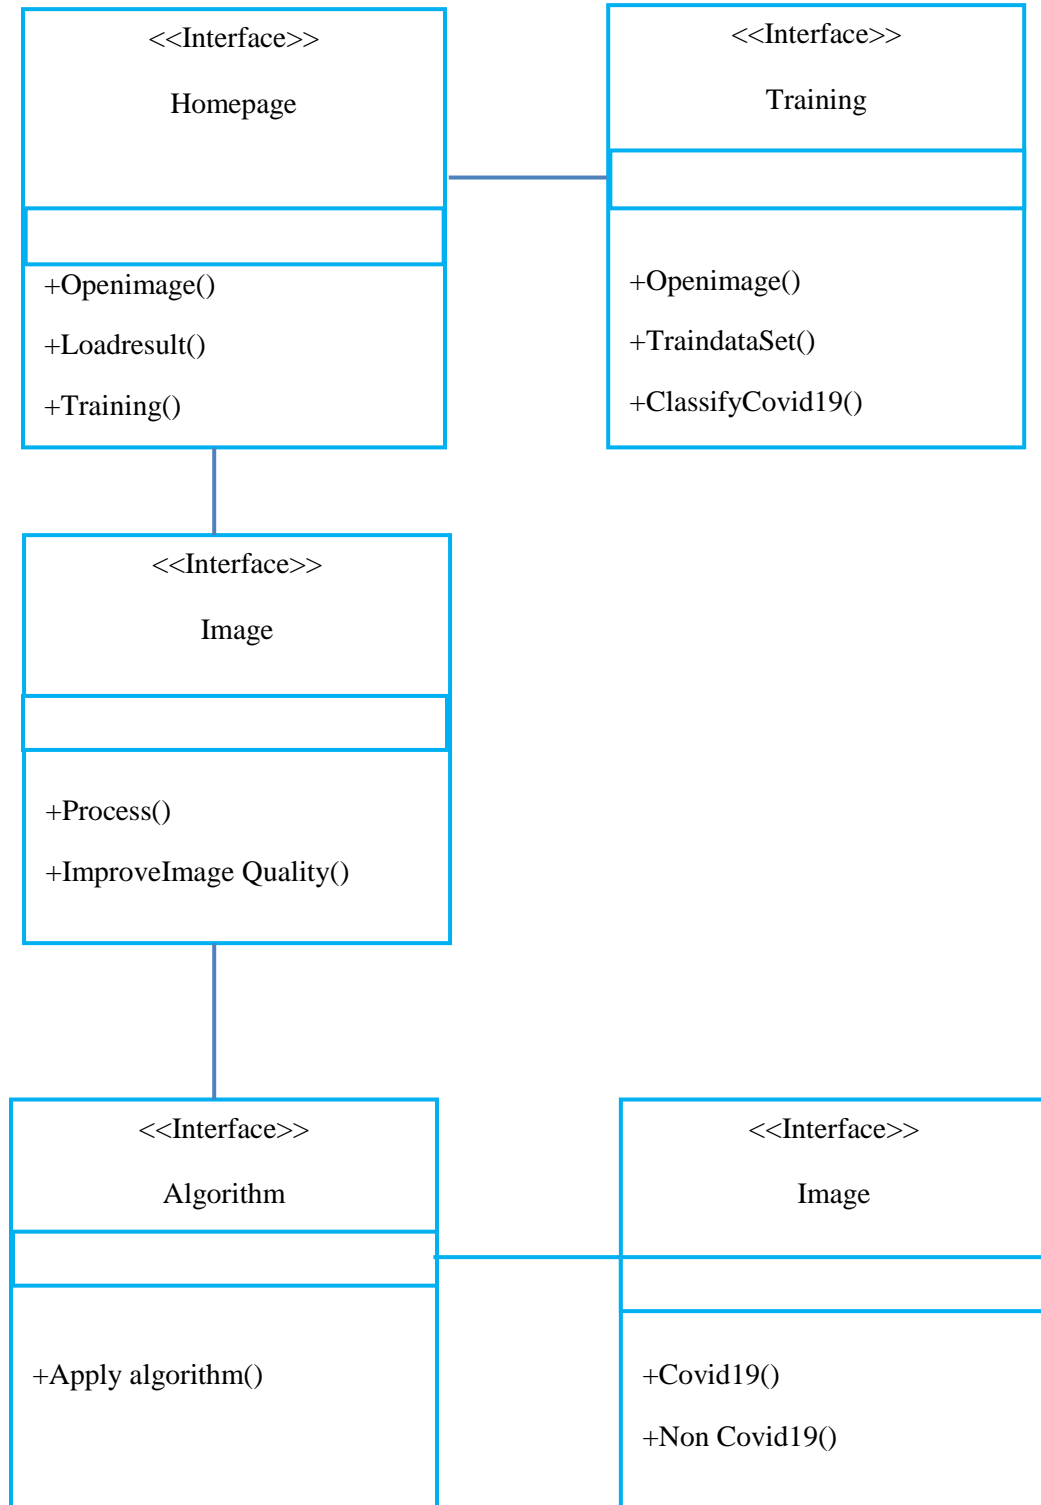 <<Interface>>
Homepage
+Openimage()
+Loadresult()
+Training()
<<Interface>>
Training
+Openimage()
+TraindataSet()
+ClassifyCovid19()
<<Interface>>
Image
+Process()
+ImproveImage Quality()
<<Interface>>
Algorithm
+Apply algorithm()
<<Interface>>
Image
+Covid19()
+Non Covid19()